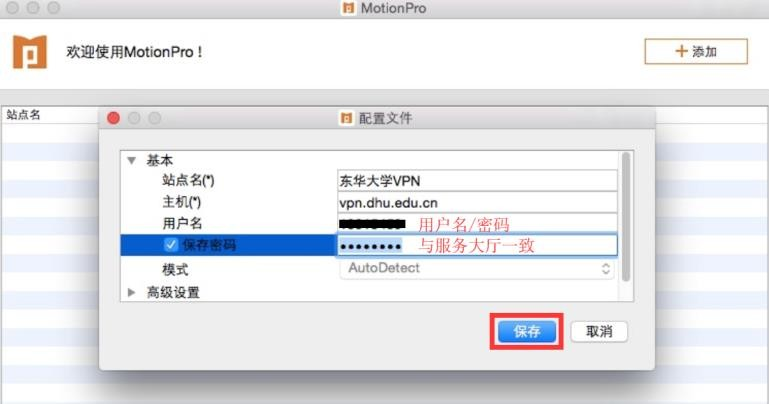 MotionPro
欢迎使用MotionPro！
＋添加
站点名
配置文件
基本
站点名(*) 东华大学VPN
主机(*) vpn.dhu.edu.cn
用户名 用户名/密码
保存密码 •••••••• 与服务大厅一致
模式 AutoDetect
高级设置
保存 取消